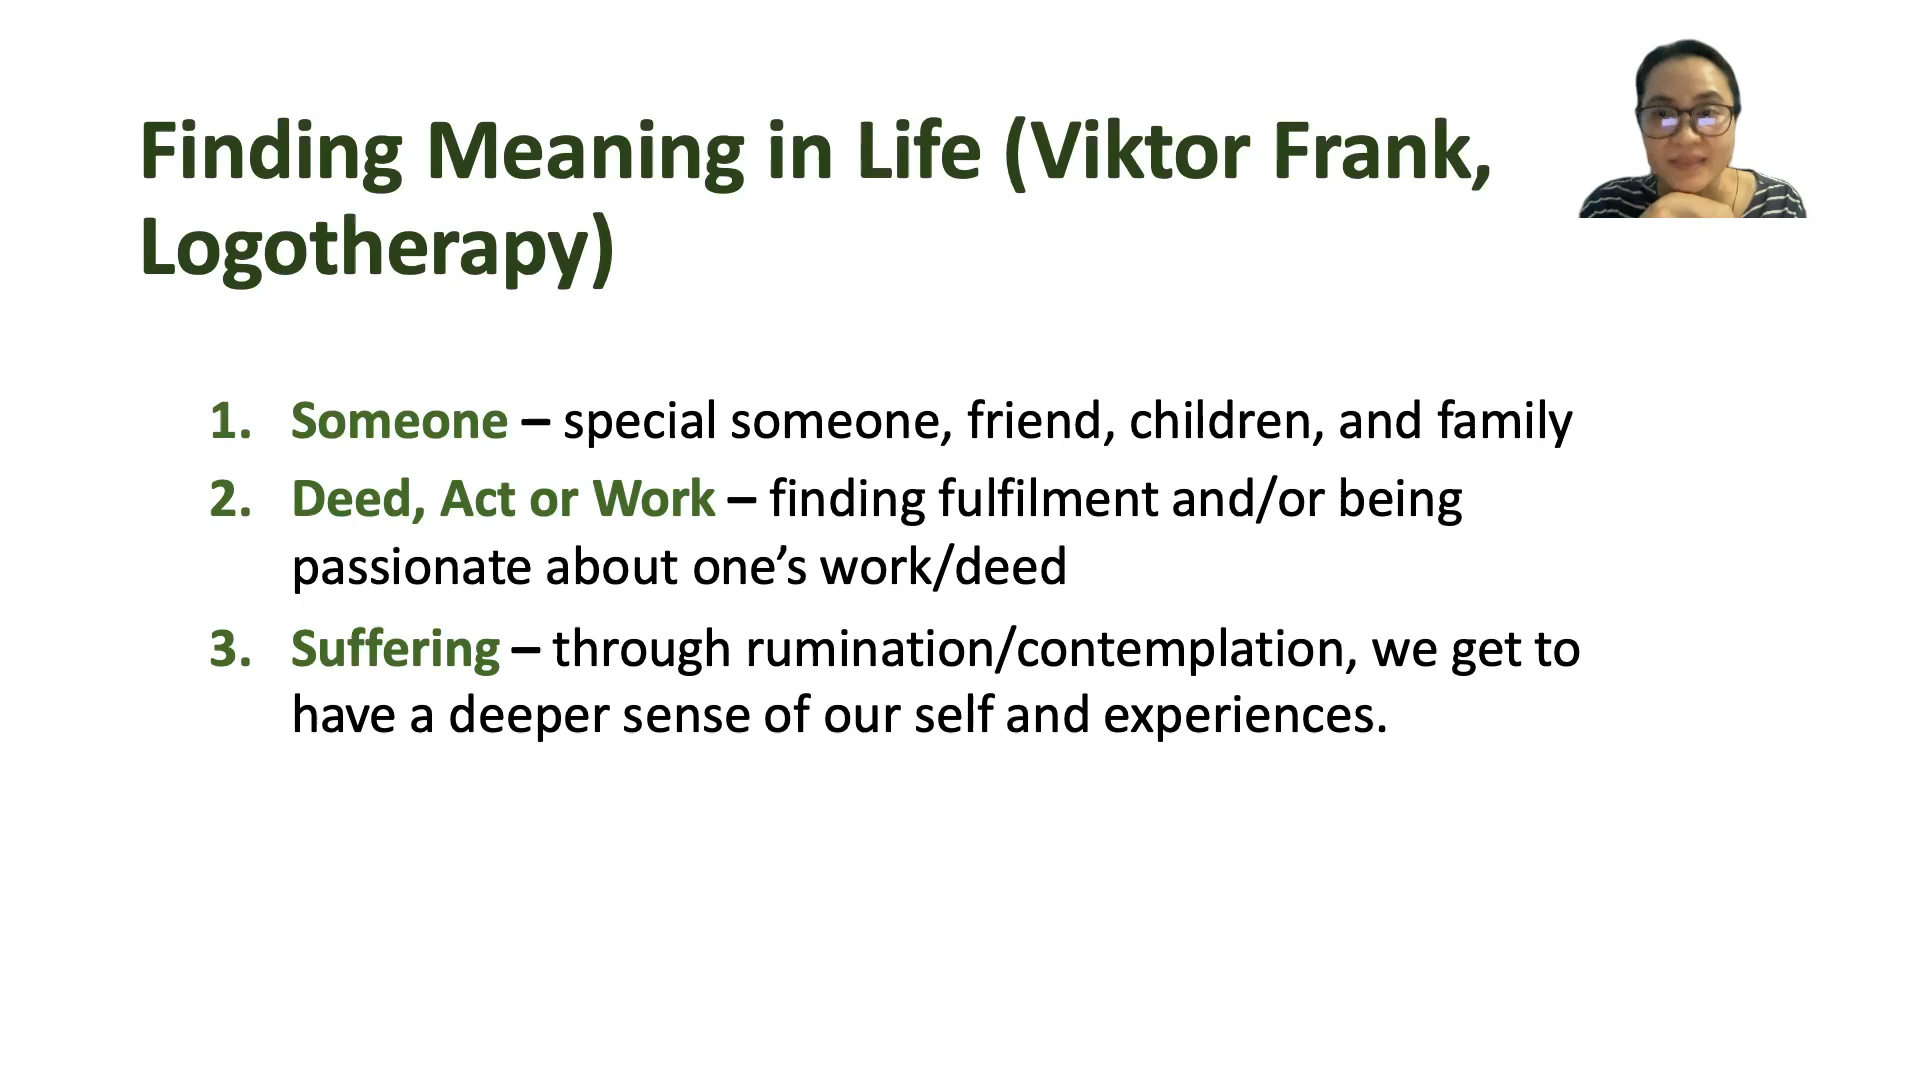 Finding Meaning in Life (Viktor Frank,
Logotherapy)
1. Someone – special someone, friend, children, and family
2. Deed, Act or Work – finding fulfilment and/or being
passionate about one’s work/deed
3. Suffering – through rumination/contemplation, we get to
have a deeper sense of our self and experiences.